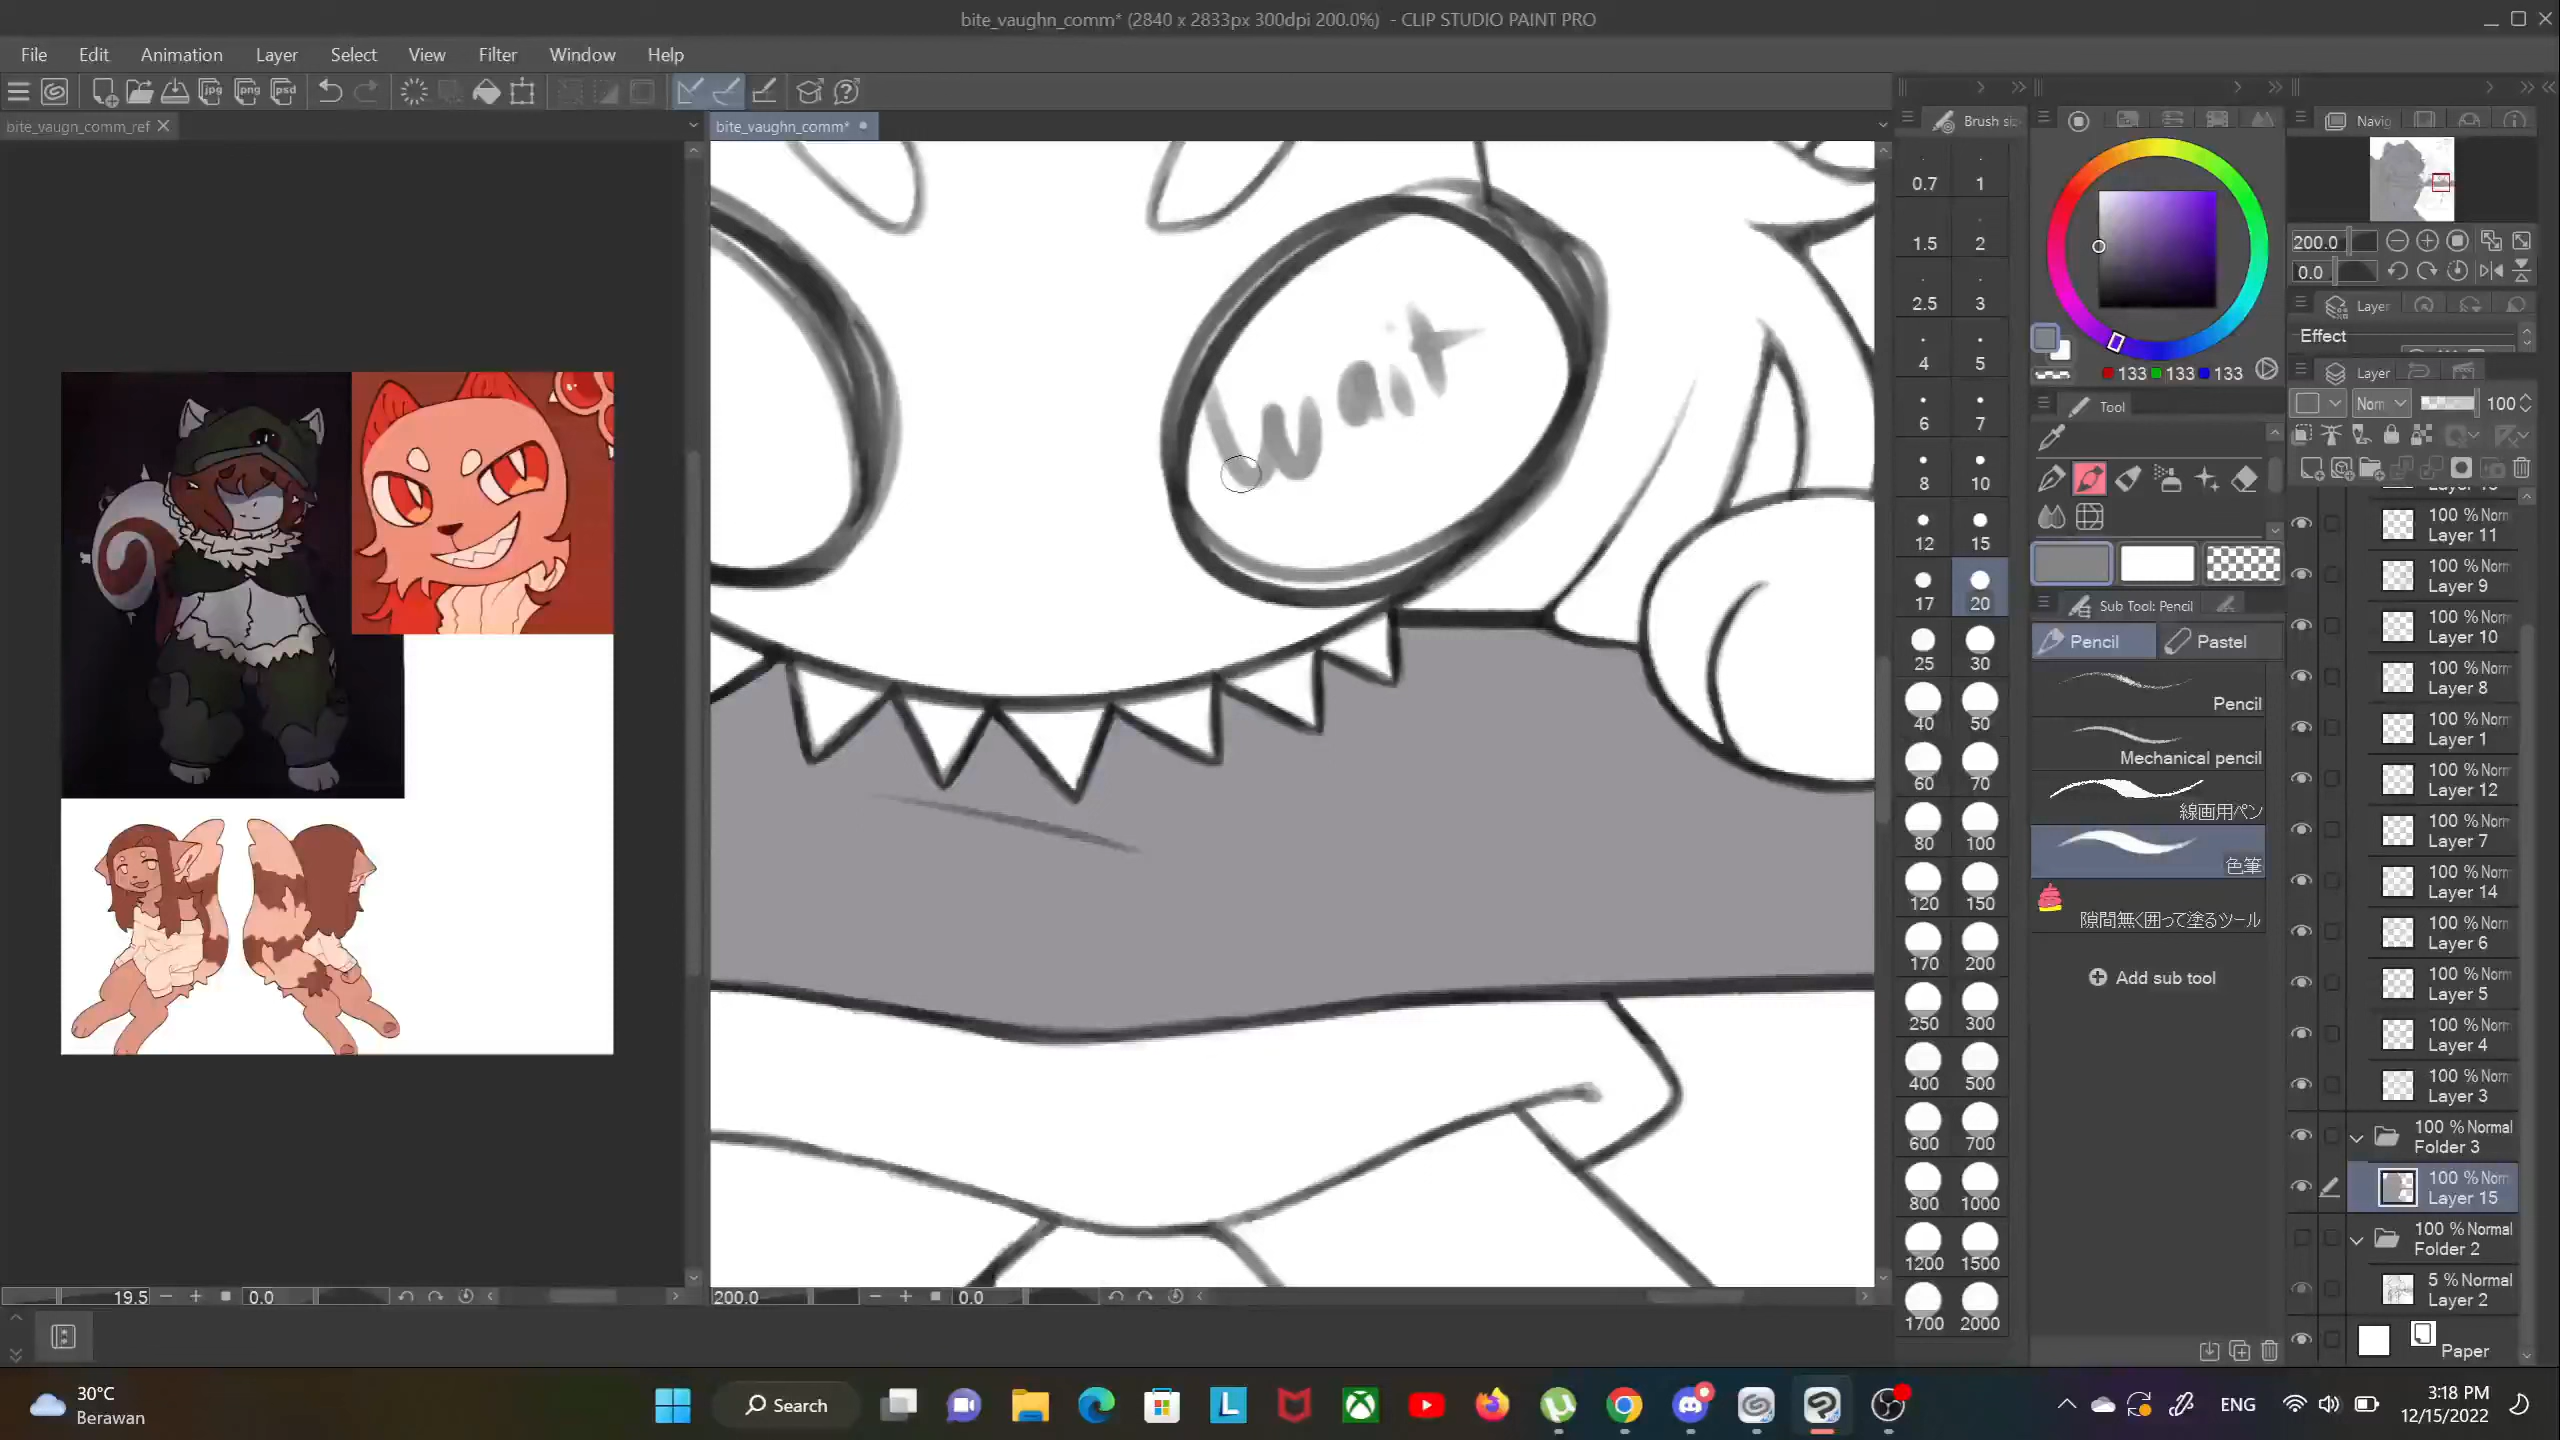 bite_vaughn_comm* (2840 x 2833px 300dpi 200.0%) - CLIP STUDIO PAINT PRO
File Edit Animation Layer Select View Filter Window Help
jpg png psd
bite_vaugn_comm_ref
bite_vaughn_comm*
Brush siz
Navig
0.7 1
1.5 2
2.5 3
4 5
6 7
8 10
12 15
17 20
25 30
40 50
60 70
80 100
120 150
170 200
250 300
400 500
600 700
800 1000
1200 1500
1700 2000
wait
133 133 133
Tool
Sub Tool: Pencil
Pencil Pastel
Pencil
Mechanical pencil
線画用ペン
色筆
隙間無く囲って塗るツール
Add sub tool
200.0
0.0
Layer
Effect
Layer
Norm 100
100 % Norm
Layer 11
100 % Norm
Layer 9
100 % Norm
Layer 10
100 % Norm
Layer 8
100 % Norm
Layer 1
100 % Norm
Layer 12
100 % Norm
Layer 7
100 % Norm
Layer 14
100 % Norm
Layer 6
100 % Norm
Layer 5
100 % Norm
Layer 4
100 % Norm
Layer 3
100 % Normal
Folder 3
100 % Norm
Layer 15
100 % Normal
Folder 2
5 % Normal
Layer 2
Paper
19.5 0.0
200.0 0.0
30°C
Berawan
Search
ENG
3:18 PM
12/15/2022